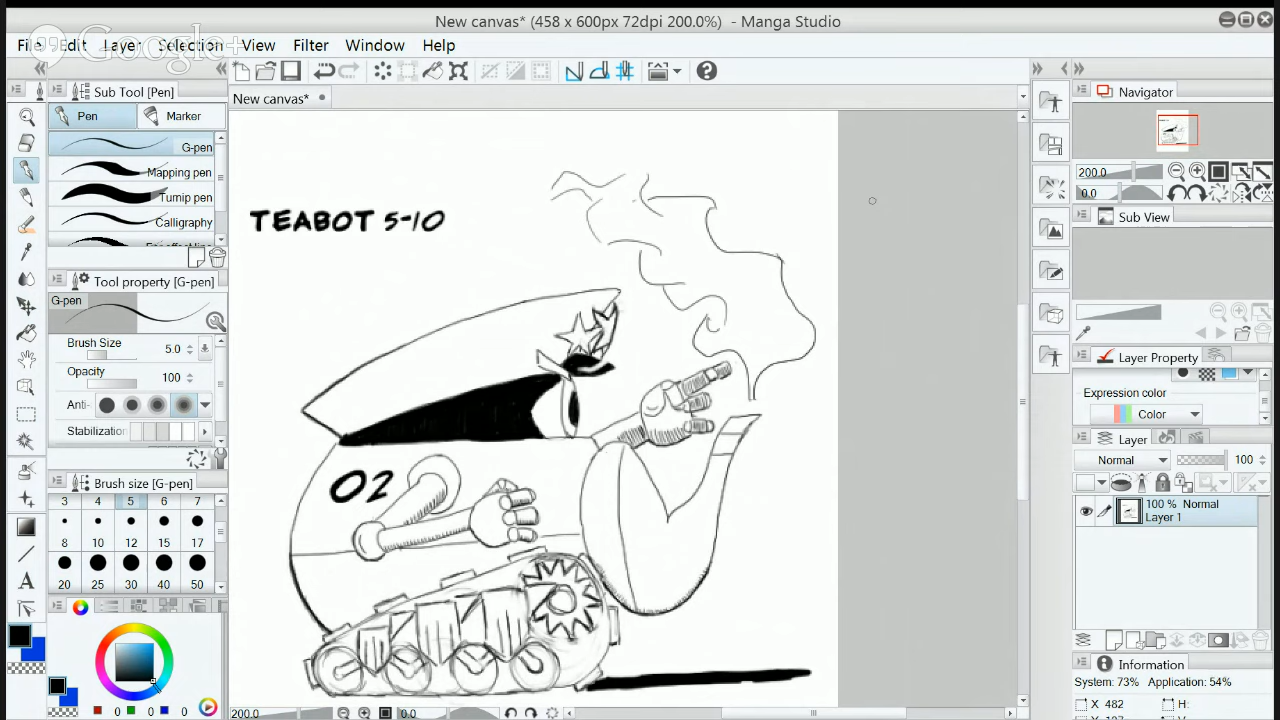 New canvas* (458 x 600px 72dpi 200.0%) - Manga Studio
File Edit Layer Selection View Filter Window Help
Google+
Sub Tool [Pen]
Pen
Marker
G-pen
Mapping pen
Turnip pen
Calligraphy
Tool property [G-pen]
G-pen
Brush Size 5.0
Opacity 100
Anti-
Stabilization
Brush size [G-pen]
3 4 5 6 7
8 10 12 15 17
20 25 30 40 50
0 0 0
New canvas*
TEABOT 5-10
02
200.0 0.0
Navigator
200.0
0.0
Sub View
Layer Property
Expression color
Color
Layer
Normal 100
100 % Normal
Layer 1
Information
System: 73% Application: 54%
X 482 H: